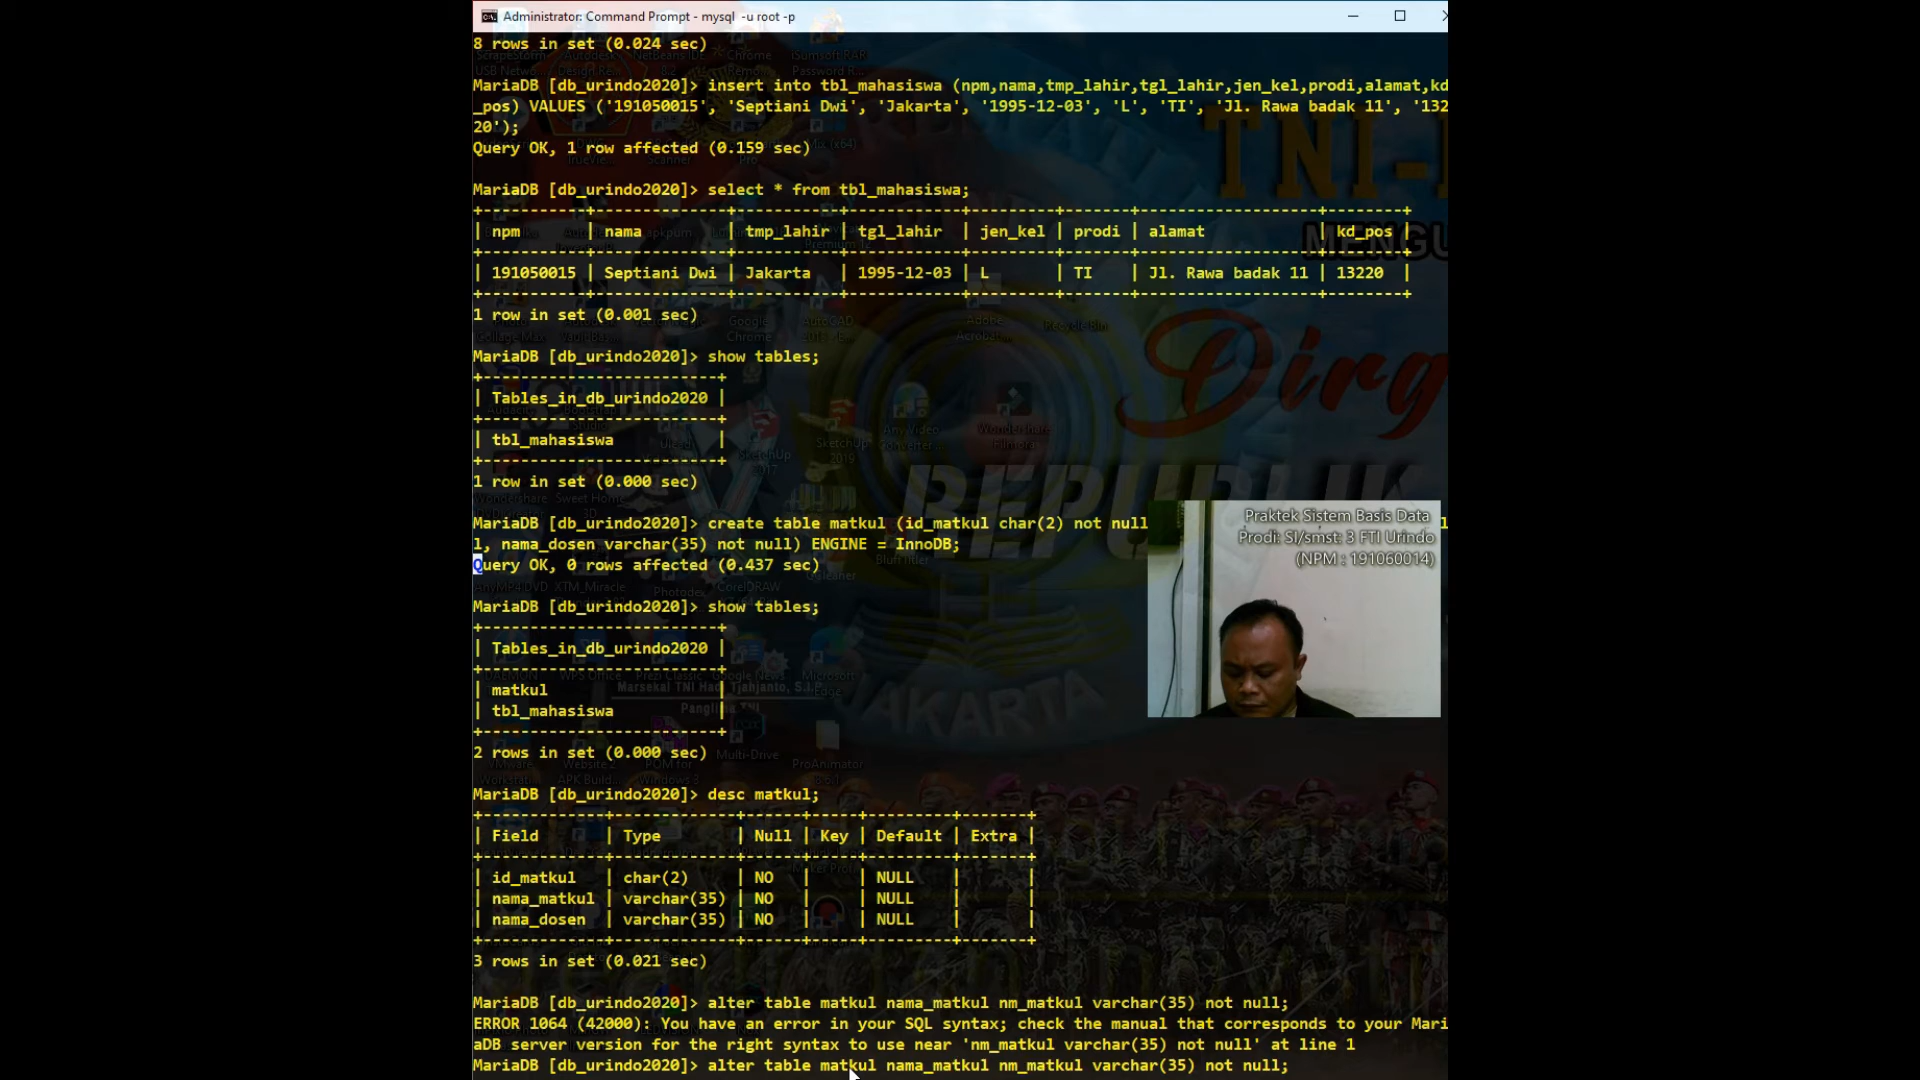 Administrator: Command Prompt - mysql -u root -p
8 rows in set (0.024 sec)
MariaDB [db_urindo2020]> insert into tbl_mahasiswa (npm,nama,tmp_lahir,tgl_lahir,jen_kel,prodi,alamat,kd
_pos) VALUES ('191050015', 'Septiani Dwi', 'Jakarta', '1995-12-03', 'L', 'TI', 'Jl. Rawa badak 11', '132
20');
Query OK, 1 row affected (0.159 sec)
MariaDB [db_urindo2020]> select * from tbl_mahasiswa;
| npm | nama | tmp_lahir | tgl_lahir | jen_kel | prodi | alamat | kd_pos |
| 191050015 | Septiani Dwi | Jakarta | 1995-12-03 | L | TI | Jl. Rawa badak 11 | 13220 |
1 row in set (0.001 sec)
MariaDB [db_urindo2020]> show tables;
| Tables_in_db_urindo2020 |
| tbl_mahasiswa |
1 row in set (0.000 sec)
MariaDB [db_urindo2020]> create table matkul (id_matkul char(2) not null
l, nama_dosen varchar(35) not null) ENGINE = InnoDB;
Query OK, 0 rows affected (0.437 sec)
MariaDB [db_urindo2020]> show tables;
| Tables_in_db_urindo2020 |
| matkul |
| tbl_mahasiswa |
2 rows in set (0.000 sec)
MariaDB [db_urindo2020]> desc matkul;
| Field | Type | Null | Key | Default | Extra |
| id_matkul | char(2) | NO | | NULL | |
| nama_matkul | varchar(35) | NO | | NULL | |
| nama_dosen | varchar(35) | NO | | NULL | |
3 rows in set (0.021 sec)
MariaDB [db_urindo2020]> alter table matkul nama_matkul nm_matkul varchar(35) not null;
ERROR 1064 (42000): You have an error in your SQL syntax; check the manual that corresponds to your Mari
aDB server version for the right syntax to use near 'nm_matkul varchar(35) not null' at line 1
MariaDB [db_urindo2020]> alter table matkul nama_matkul nm_matkul varchar(35) not null;
Praktek Sistem Basis Data
Prodi: SI/smst: 3 FTI Urindo
(NPM : 191060014)
TNI-
MENGU
Dirg
REPUBLIK
JAKARTA